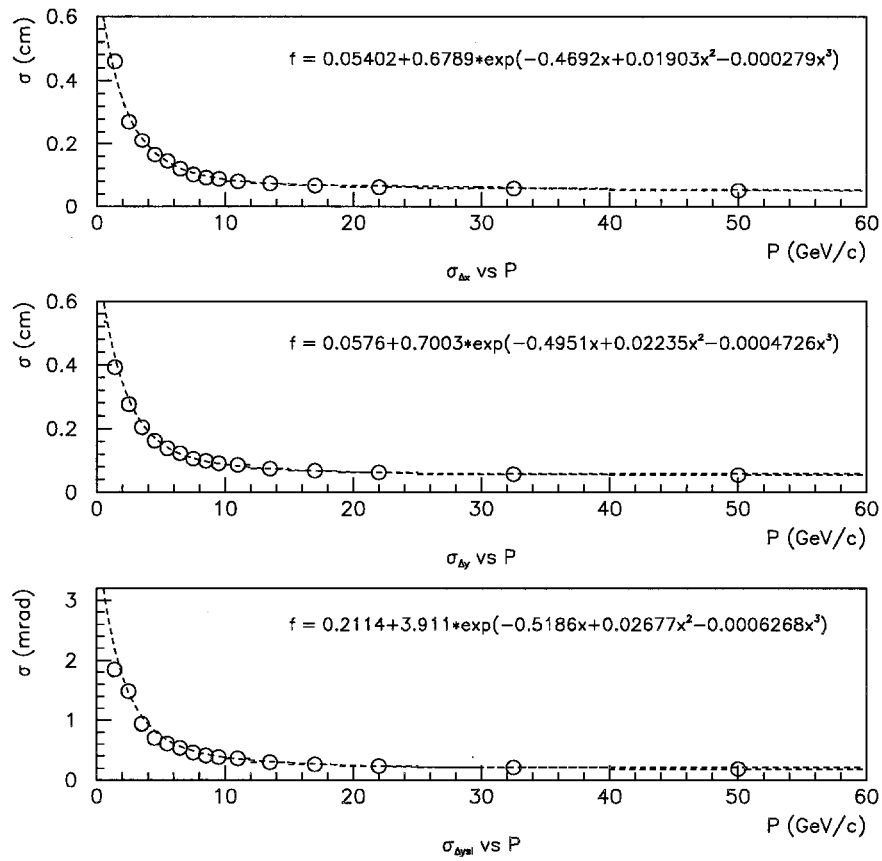 σ (cm)
0.6
0.4
0.2
0
f = 0.05402+0.6789*exp(−0.4692x+0.01903x²−0.000279x³)
0 10 20 30 40 50 60
P (GeV/c)
σΔx vs P
σ (cm)
0.6
0.4
0.2
0
f = 0.0576+0.7003*exp(−0.4951x+0.02235x²−0.0004726x³)
0 10 20 30 40 50 60
P (GeV/c)
σΔy vs P
σ (mrad)
3
2
1
0
f = 0.2114+3.911*exp(−0.5186x+0.02677x²−0.0006268x³)
0 10 20 30 40 50 60
P (GeV/c)
σΔysl vs P